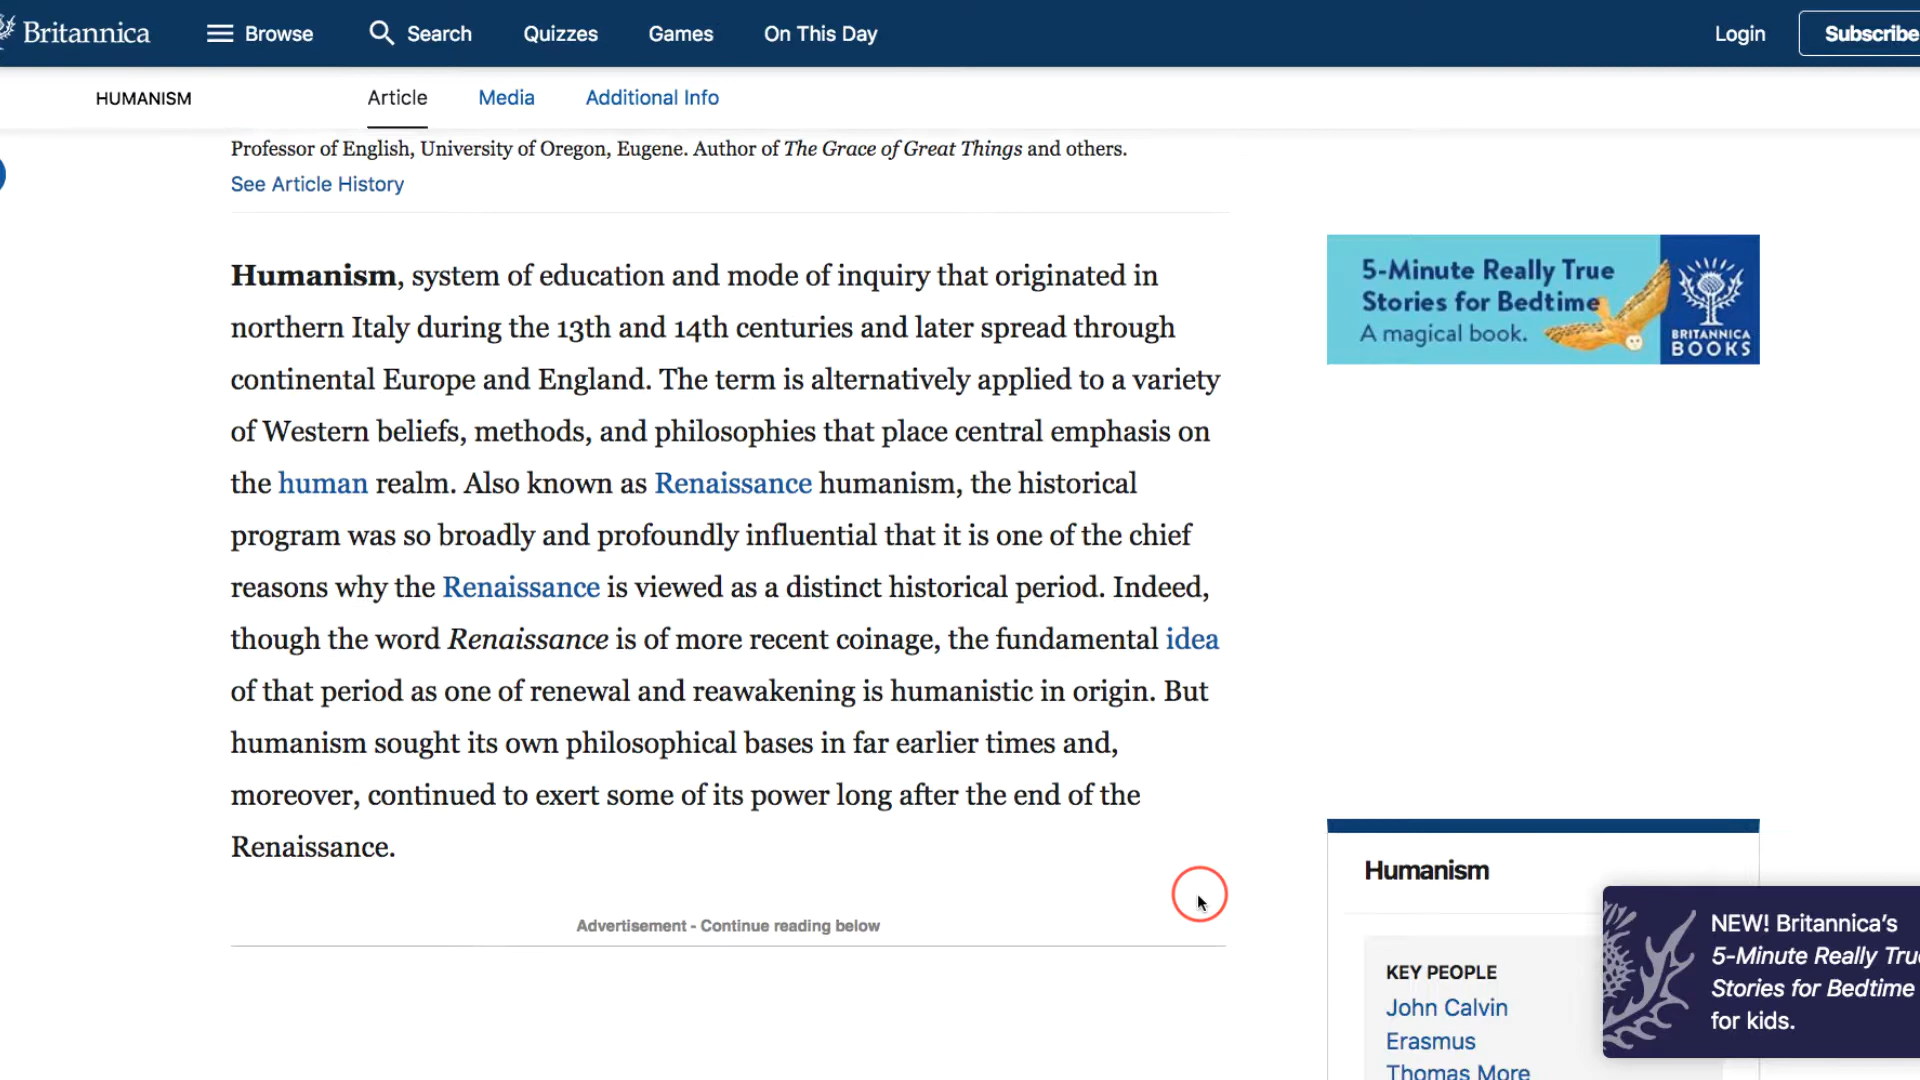 Britannica
Browse
Search
Quizzes
Games
On This Day
Login
Subscribe
HUMANISM
Article
Media
Additional Info
Professor of English, University of Oregon, Eugene. Author of The Grace of Great Things and others.
See Article History
Humanism, system of education and mode of inquiry that originated in
northern Italy during the 13th and 14th centuries and later spread through
continental Europe and England. The term is alternatively applied to a variety
of Western beliefs, methods, and philosophies that place central emphasis on
the human realm. Also known as Renaissance humanism, the historical
program was so broadly and profoundly influential that it is one of the chief
reasons why the Renaissance is viewed as a distinct historical period. Indeed,
though the word Renaissance is of more recent coinage, the fundamental idea
of that period as one of renewal and reawakening is humanistic in origin. But
humanism sought its own philosophical bases in far earlier times and,
moreover, continued to exert some of its power long after the end of the
Renaissance.
Advertisement - Continue reading below
5-Minute Really True
Stories for Bedtime
A magical book.
BRITANNICA
BOOKS
Humanism
KEY PEOPLE
John Calvin
Erasmus
Thomas More
NEW! Britannica's
5-Minute Really Tru
Stories for Bedtime
for kids.